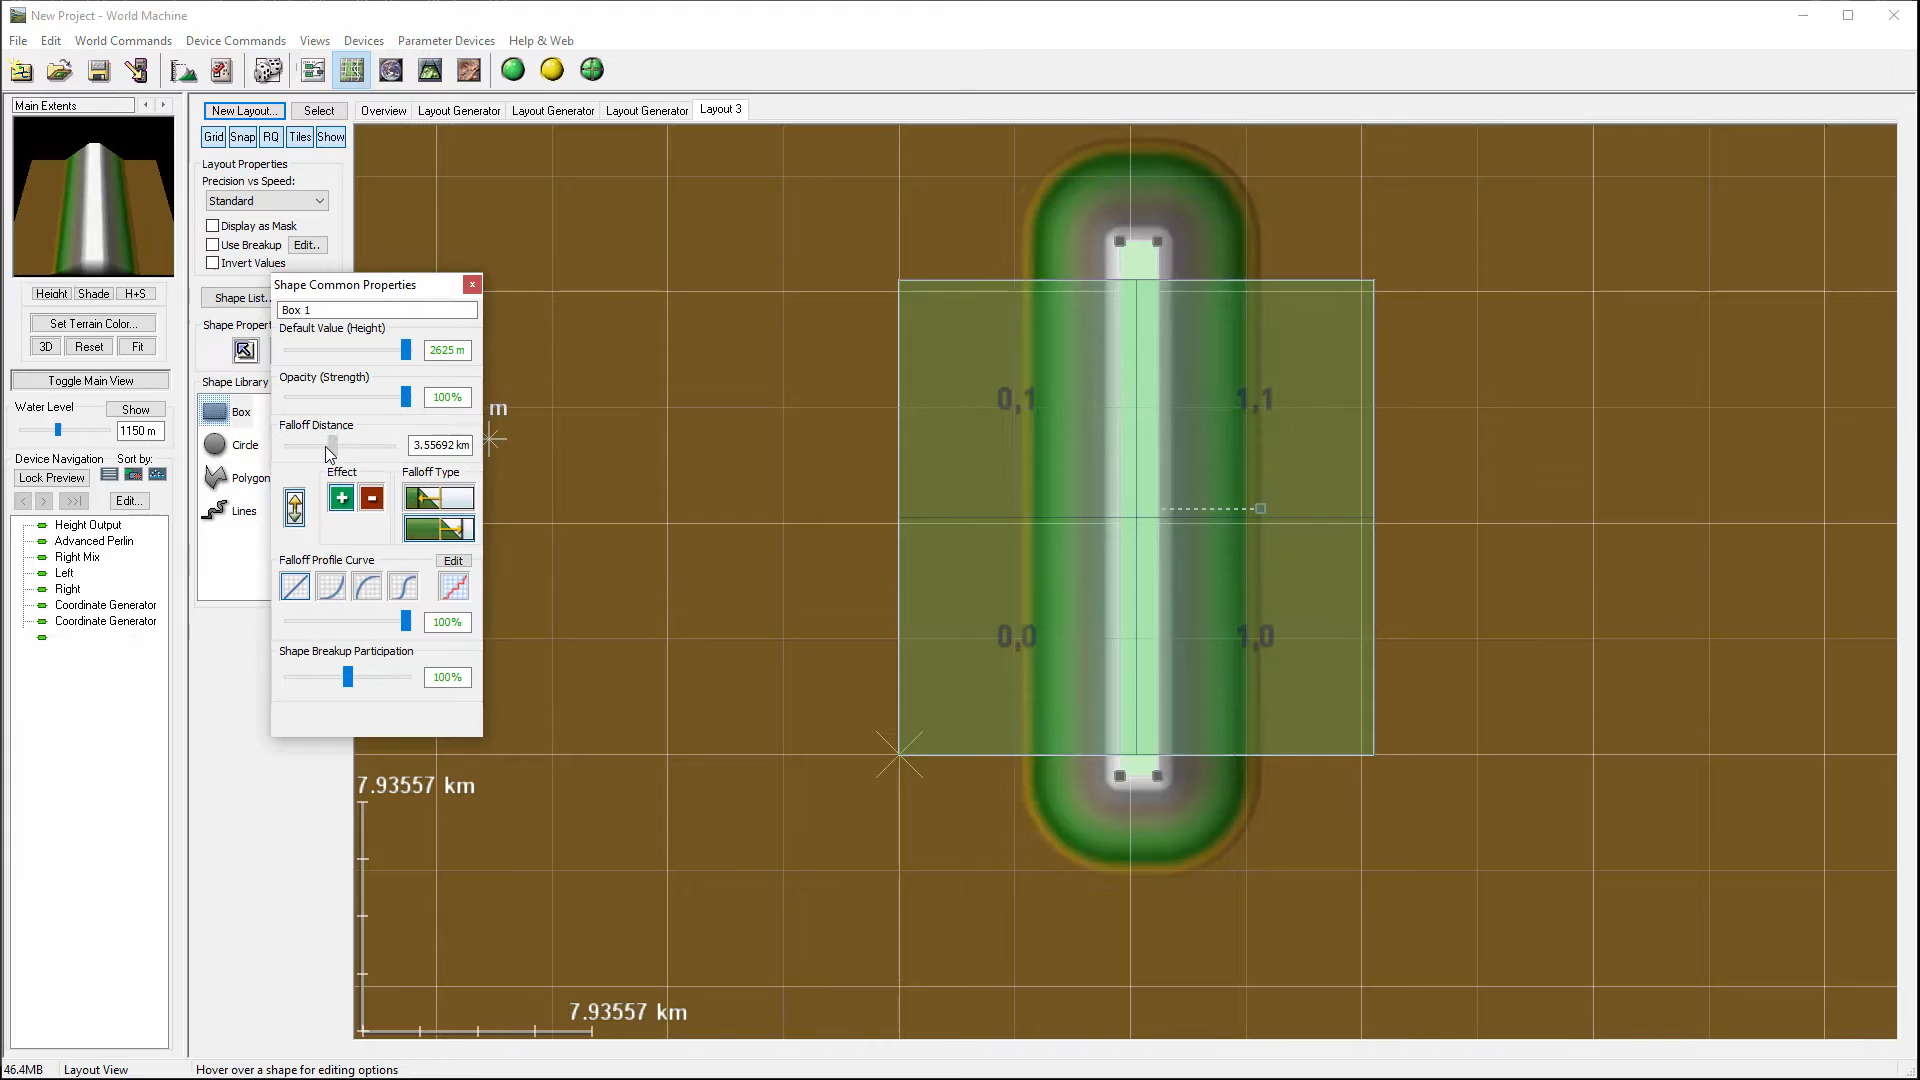 New Project - World Machine
File Edit World Commands Device Commands Views Devices Parameter Devices Help & Web
Main Extents
New Layout... Select Overview Layout Generator Layout Generator Layout Generator Layout 3
Grid Snap RQ Tiles Show
Layout Properties
Precision vs Speed:
Standard
Display as Mask
Use Breakup Edit..
Invert Values
Shape List..
Shape Propert
Shape Library
Box
Circle
Polygon
Lines
Height Shade H+S
Set Terrain Color...
3D Reset Fit
Toggle Main View
Water Level Show
1150 m
Device Navigation Sort by:
Lock Preview
< > >>| Edit...
Height Output
Advanced Perlin
Right Mix
Left
Right
Coordinate Generator
Coordinate Generator
Shape Common Properties x
Box 1
Default Value (Height)
2625 m
Opacity (Strength)
100%
Falloff Distance
3.55692 km
Effect Falloff Type
+ -
Falloff Profile Curve Edit
100%
Shape Breakup Participation
100%
m
0,1 1,1
0,0 1,0
7.93557 km
7.93557 km
46.4MB Layout View Hover over a shape for editing options